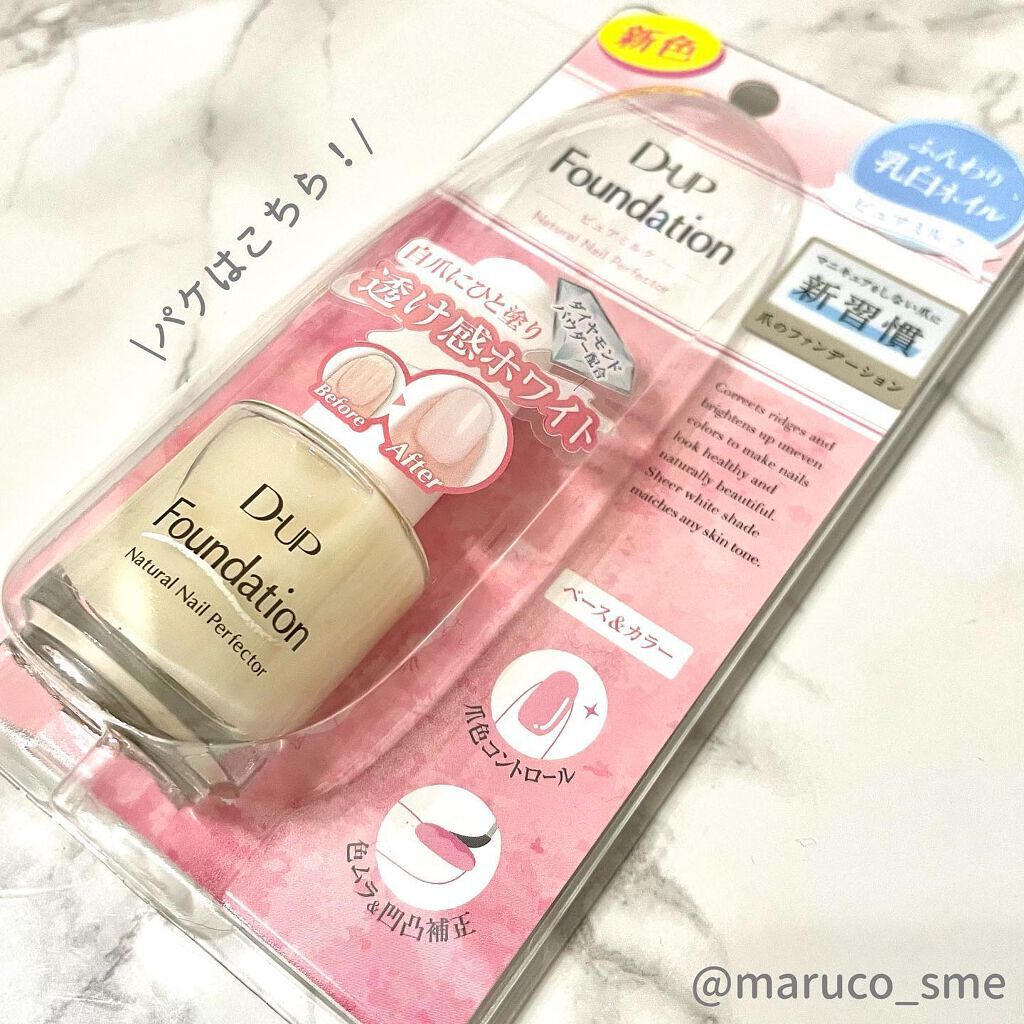 \パケはこちら！/
新色
D-UP
Foundation
ピュアミルク
Natural Nail Perfector
ふんわり
乳白ネイル
ピュアミルク
マニキュアをしない爪に
新習慣
爪のファンデーション
自爪にひと塗り
透け感ホワイト
ダイヤモンド
パウダー配合
Before
After
Corrects ridges and
brightens up uneven
colors to make nails
look healthy and
naturally beautiful.
Sheer white shade
matches any skin tone.
D-UP
Foundation
Natural Nail Perfector
ベース&カラー
爪色コントロール
色ムラ&凹凸補正
@maruco_sme